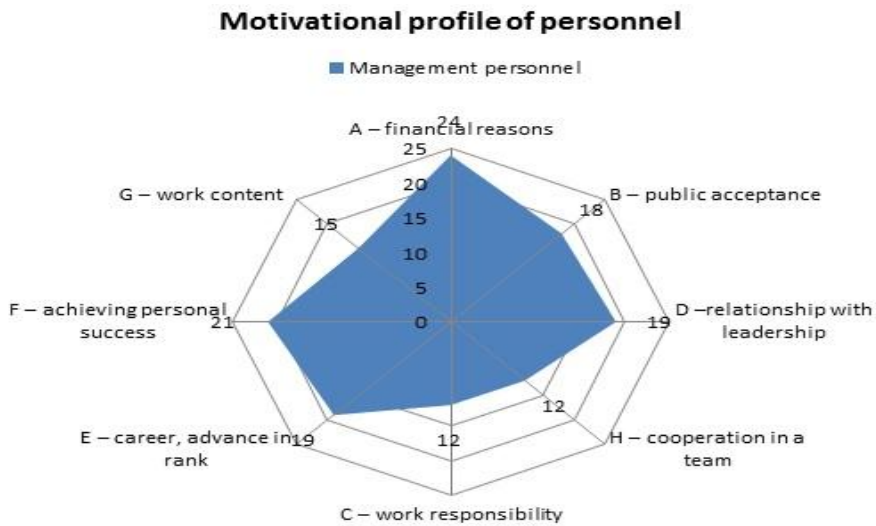 Motivational profile of personnel
Management personnel
24
A – financial reasons
25
G – work content
B – public acceptance
20
18
15
15
10
5
F – achieving personal
success
21
0
19
D –relationship with
leadership
12
E – career, advance in
rank
19
12
H – cooperation in a
team
C – work responsibility